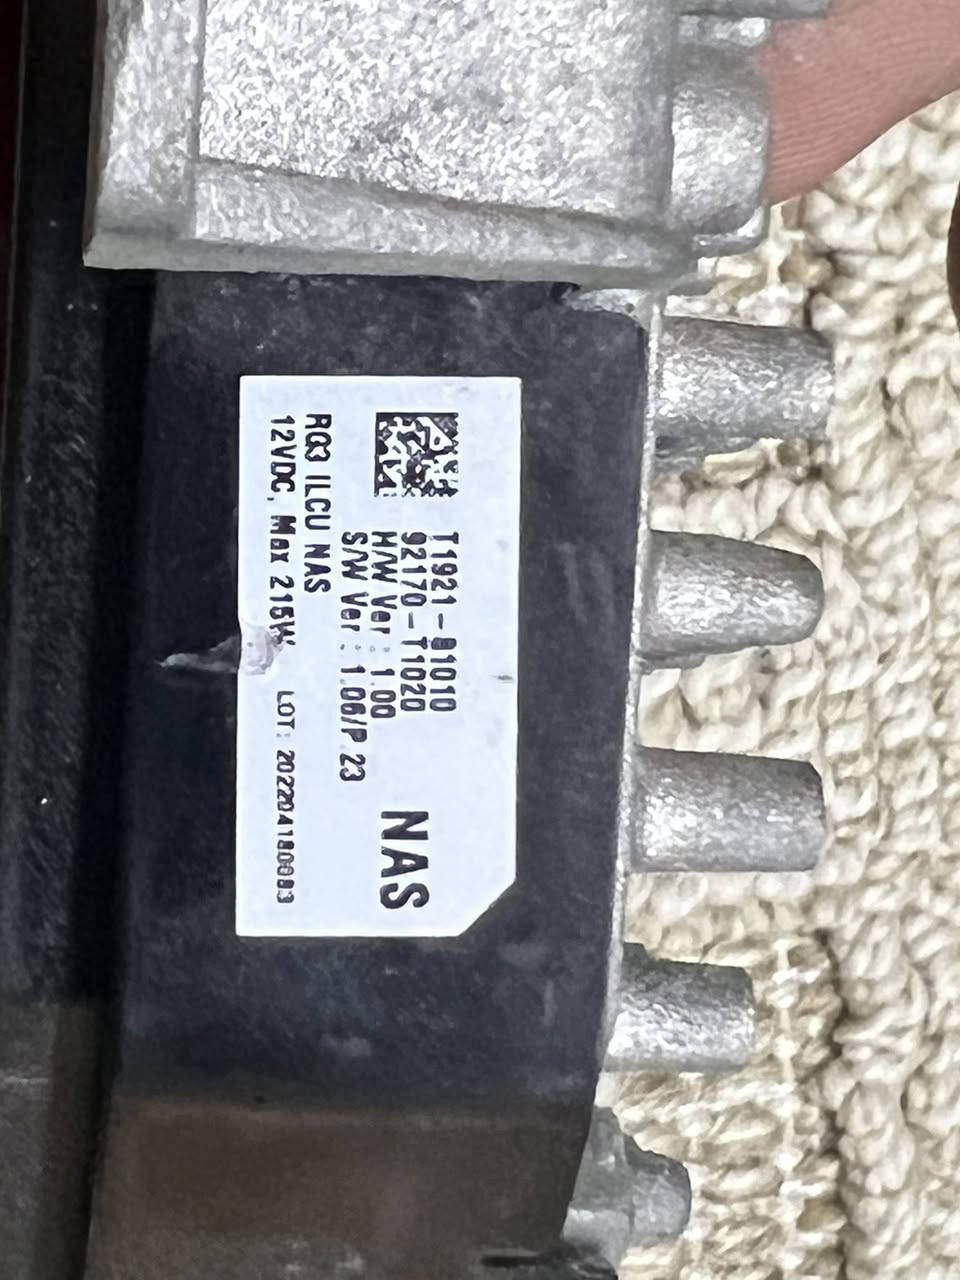 T1921-81010
92170-T1020
H/W Ver : 1.00
S/W Ver : 1.06/P.23
NAS
RQ3 ILCU NAS
12VDC, Max 215W
LOT: